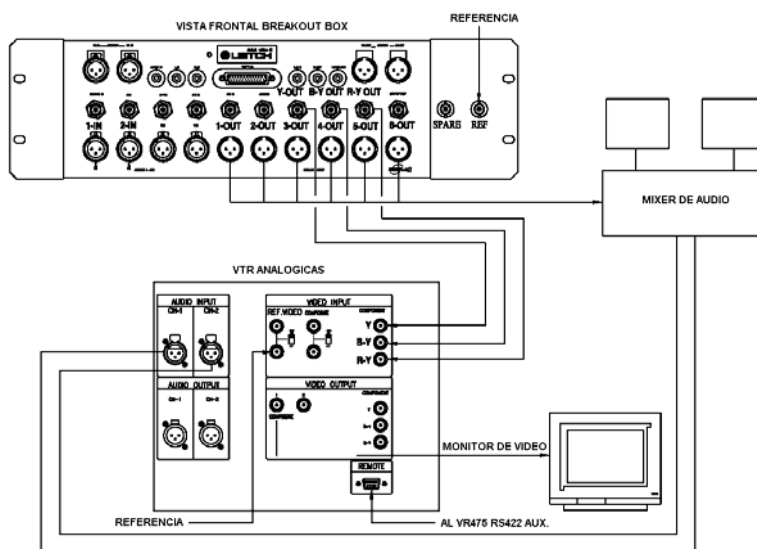 VISTA FRONTAL BREAKOUT BOX
REFERENCIA
LEITCH
Y-OUT B-Y OUT R-Y OUT
1-IN 2-IN 1-OUT 2-OUT 3-OUT 4-OUT 5-OUT 6-OUT
SPARE REF
MIXER DE AUDIO
VTR ANALOGICAS
AUDIO INPUT
CH-1 CH-2
VIDEO INPUT
REF.VIDEO COMPOSITE
COMPONENT
Y
B-Y
R-Y
AUDIO OUTPUT
CH-1 CH-2
VIDEO OUTPUT
COMPONENT
COMPOSITE
Y
MONITOR DE VIDEO
REMOTE
REFERENCIA
AL VR475 RS422 AUX.